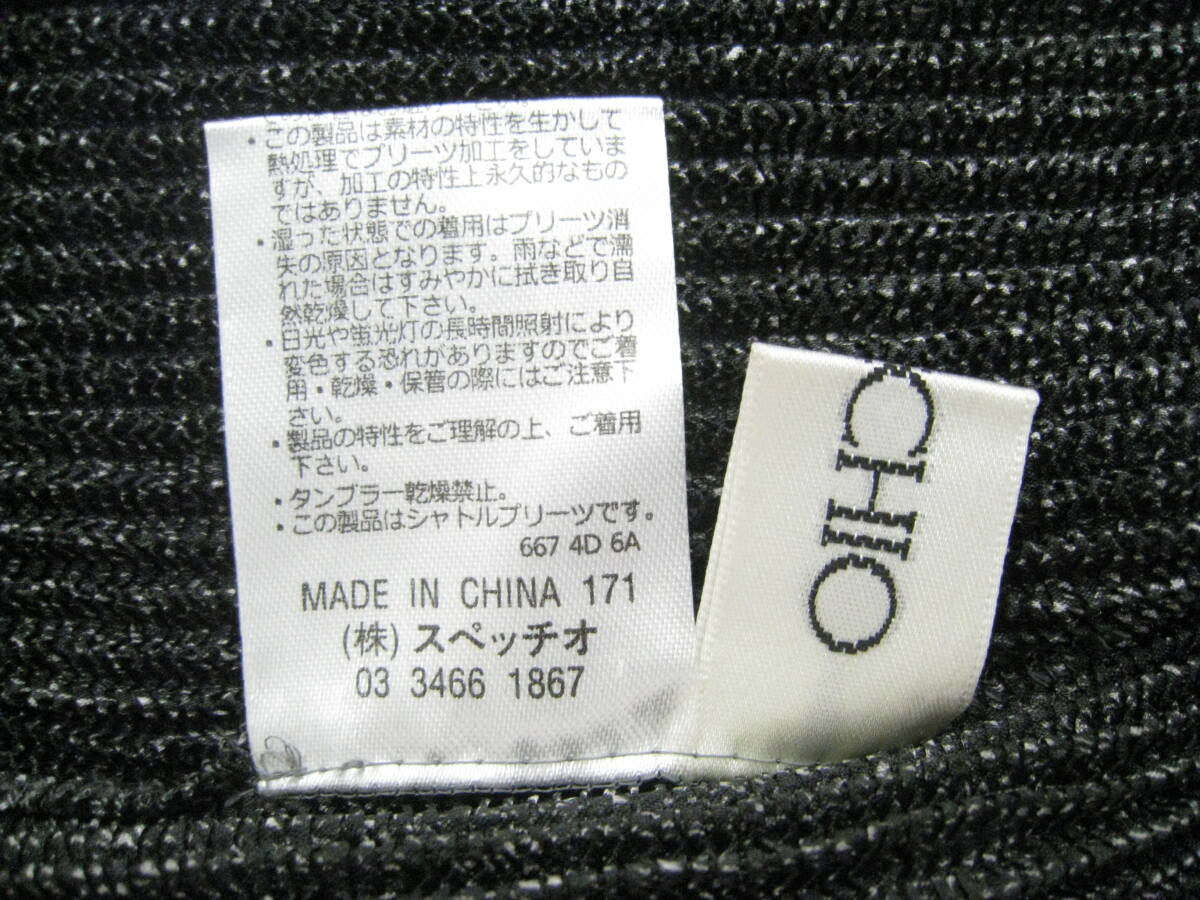 ・この製品は素材の特性を生かして
熱処理でプリーツ加工をしていま
すが、加工の特性上永久的なもの
ではありません。
・湿った状態での着用はプリーツ消
失の原因となります。雨などで濡
れた場合はすみやかに拭き取り自
然乾燥して下さい。
・日光や蛍光灯の長時間照射により
変色する恐れがありますのでご着
用・乾燥・保管の際にはご注意下
さい。
・製品の特性をご理解の上、ご着用
下さい。
・タンブラー乾燥禁止。
・この製品はシャトルプリーツです。
667 4D 6A
MADE IN CHINA 171
(株)スペッチオ
03 3466 1867
CHIO